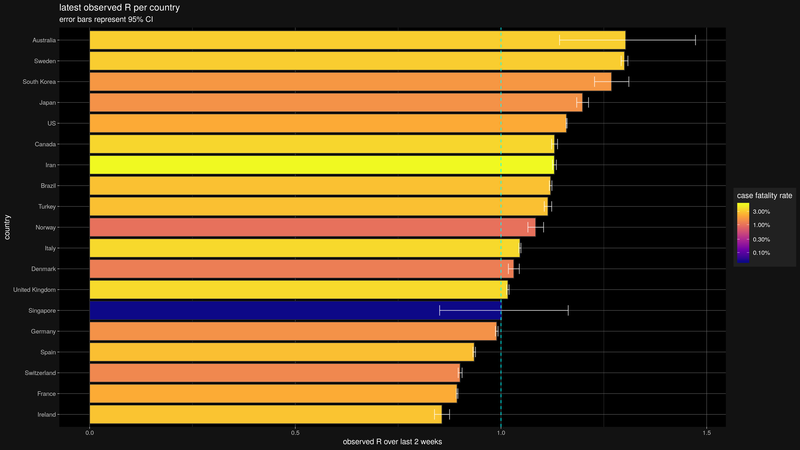 latest observed R per country
error bars represent 95% CI
Australia
Sweden
South Korea
Japan
US
Canada
Iran
Brazil
Turkey
Norway
Italy
Denmark
United Kingdom
Singapore
Germany
Spain
Switzerland
France
Ireland
country
0.0
0.5
1.0
1.5
observed R over last 2 weeks
case fatality rate
3.00%
1.00%
0.30%
0.10%